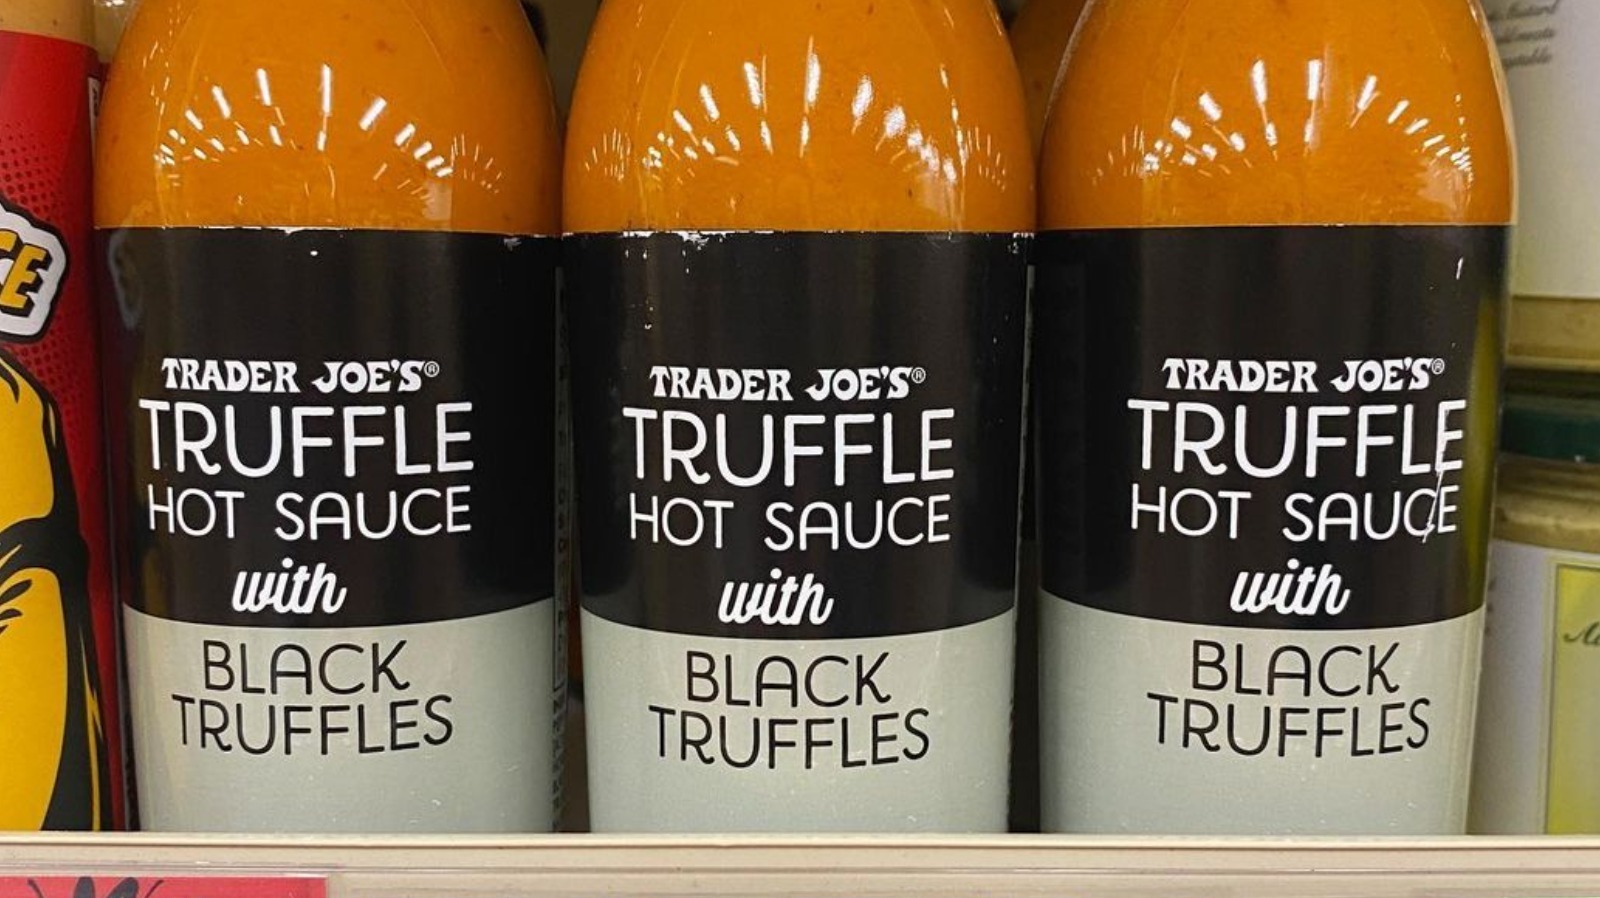 TRADER JOE'S®
TRUFFLE
HOT SAUCE
with
BLACK
TRUFFLES
TRADER JOE'S®
TRUFFLE
HOT SAUCE
with
BLACK
TRUFFLES
TRADER JOE'S®
TRUFFLE
HOT SAUCE
with
BLACK
TRUFFLES